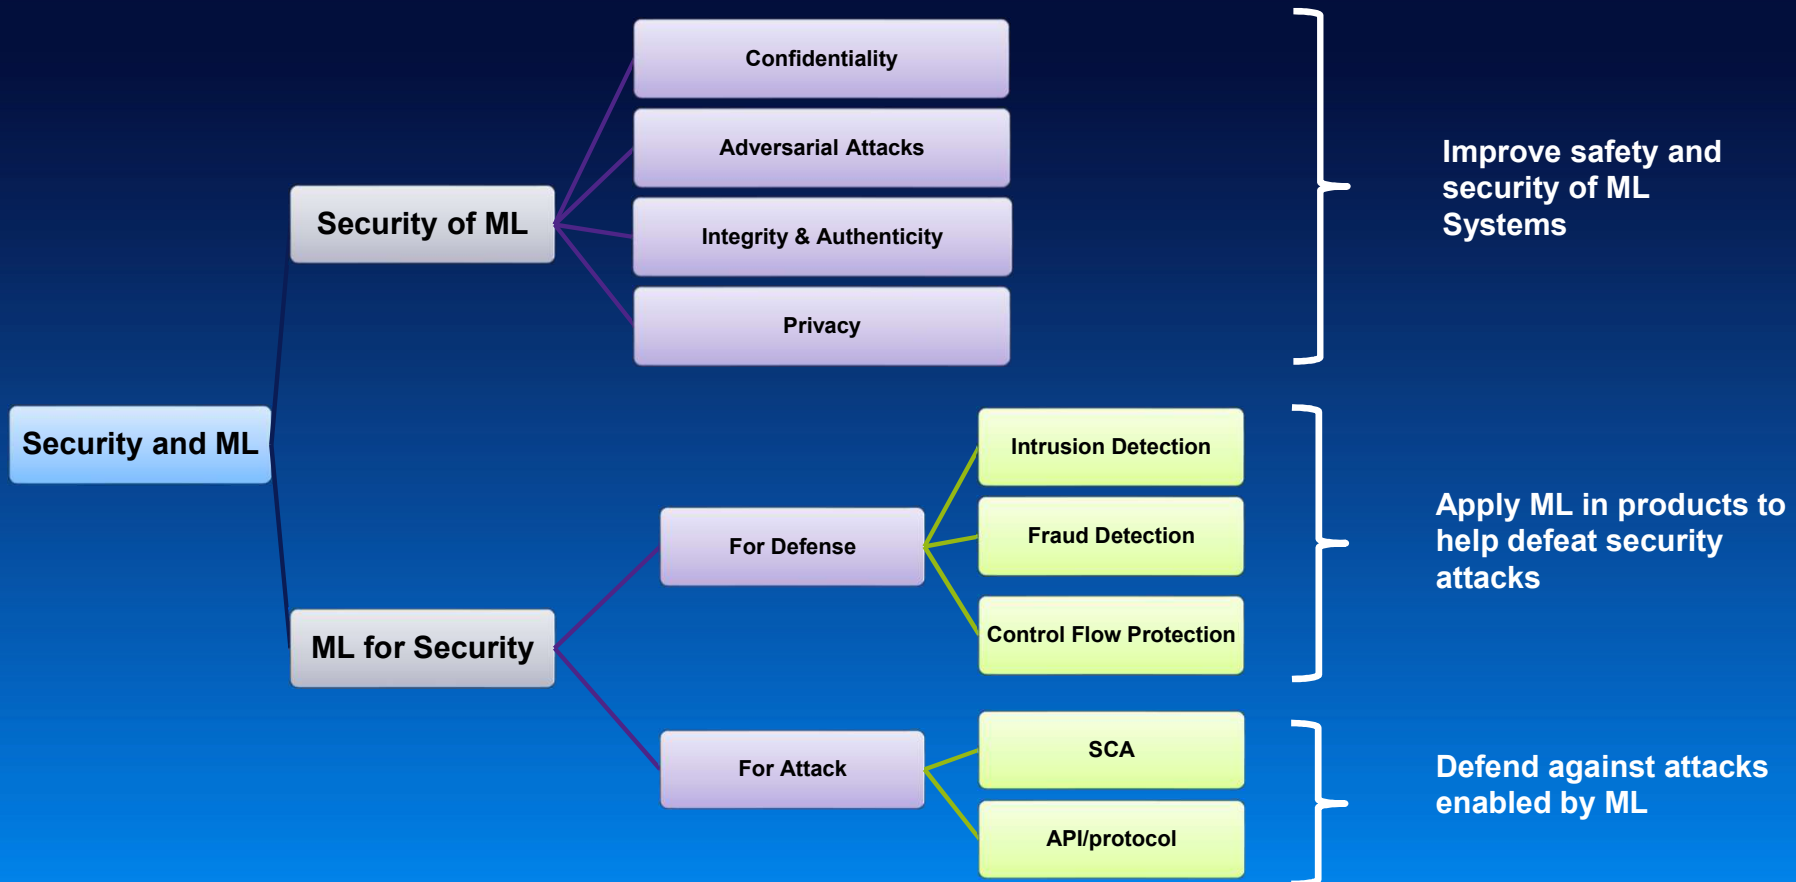 Confidentiality
Adversarial Attacks
Integrity & Authenticity
Privacy
Security of ML
Improve safety and
security of ML
Systems
Security and ML
ML for Security
For Defense
Intrusion Detection
Fraud Detection
Control Flow Protection
Apply ML in products to
help defeat security
attacks
For Attack
SCA
API/protocol
Defend against attacks
enabled by ML